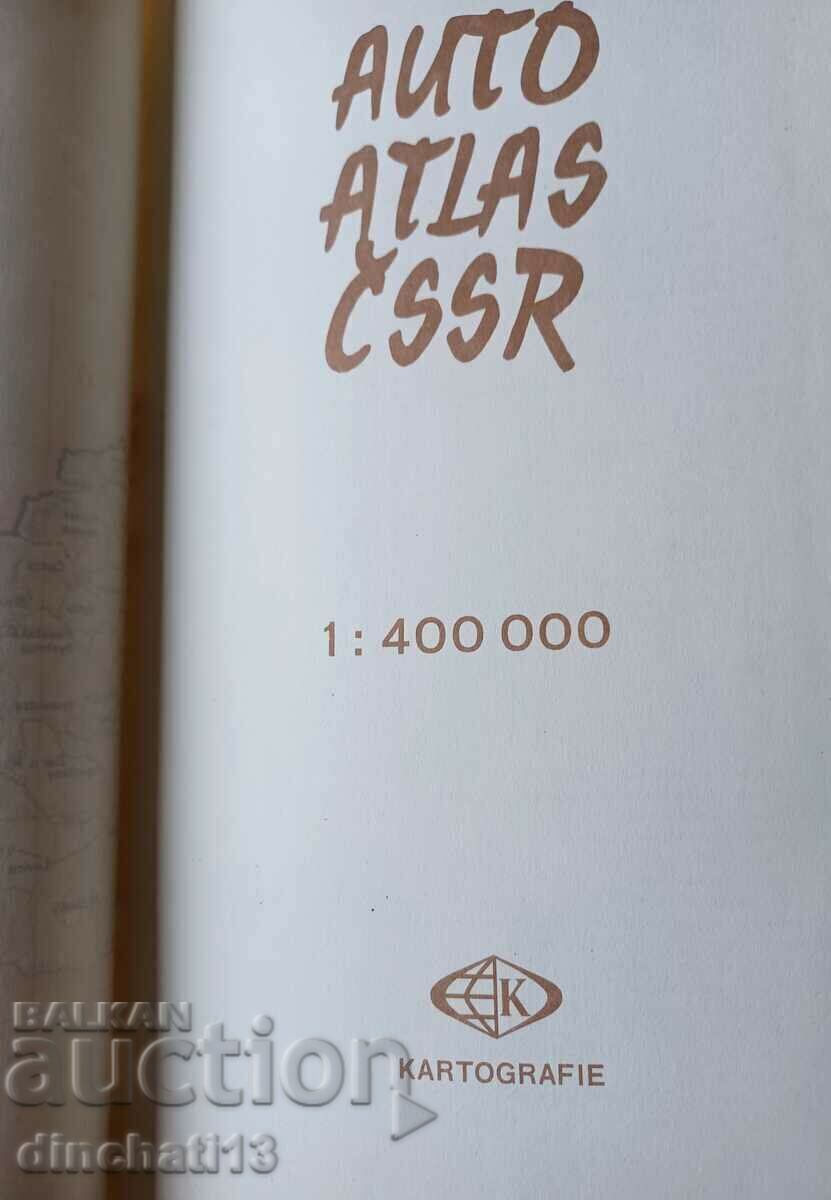 AUTO
ATLAS
ČSSR
1 : 400 000
K
KARTOGRAFIE
BALKAN
auction
dinchati13